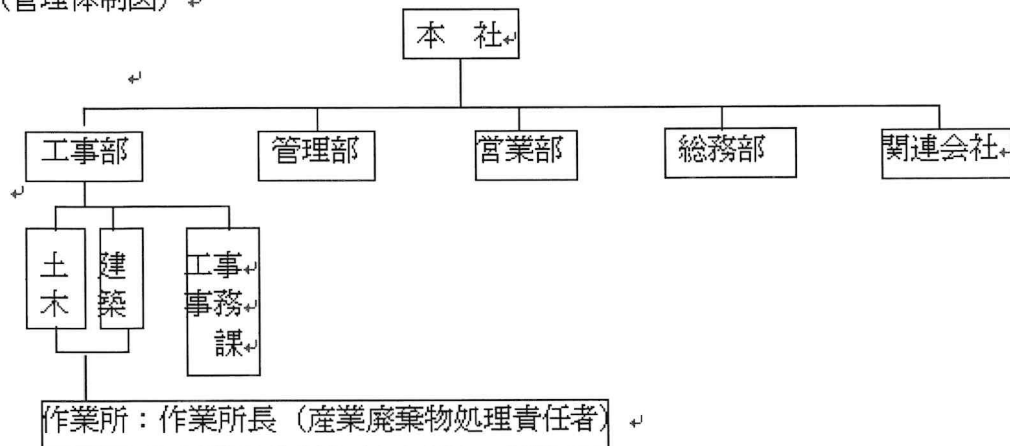 （管理体制図）
本　社
工事部
管理部
営業部
総務部
関連会社
土木
建築
工事
事務
課
作業所：作業所長（産業廃棄物処理責任者）